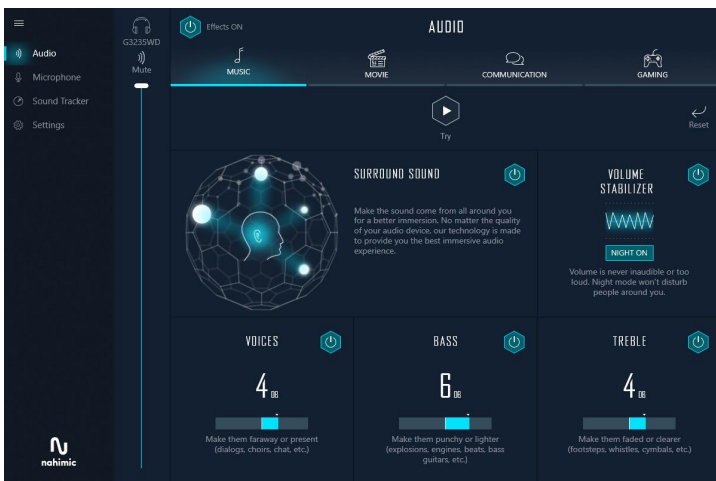 Audio
Microphone
Sound Tracker
Settings
nahimic
G3235WD
Mute
Effects ON
AUDIO
MUSIC
MOVIE
COMMUNICATION
GAMING
Try
Reset
SURROUND SOUND
Make the sound come from all around you
for a better immersion. No matter the quality
of your audio device, our technology is made
to provide you the best immersive audio
experience.
VOLUME
STABILIZER
NIGHT ON
Volume is never inaudible or too
loud. Night mode won't disturb
people around you.
VOICES
4 DB
Make them faraway or present
(dialogs, choirs, chat, etc.)
BASS
6 DB
Make them punchy or lighter
(explosions, engines, beats, bass
guitars, etc.)
TREBLE
4 DB
Make them faded or clearer
(footsteps, whistles, cymbals, etc.)